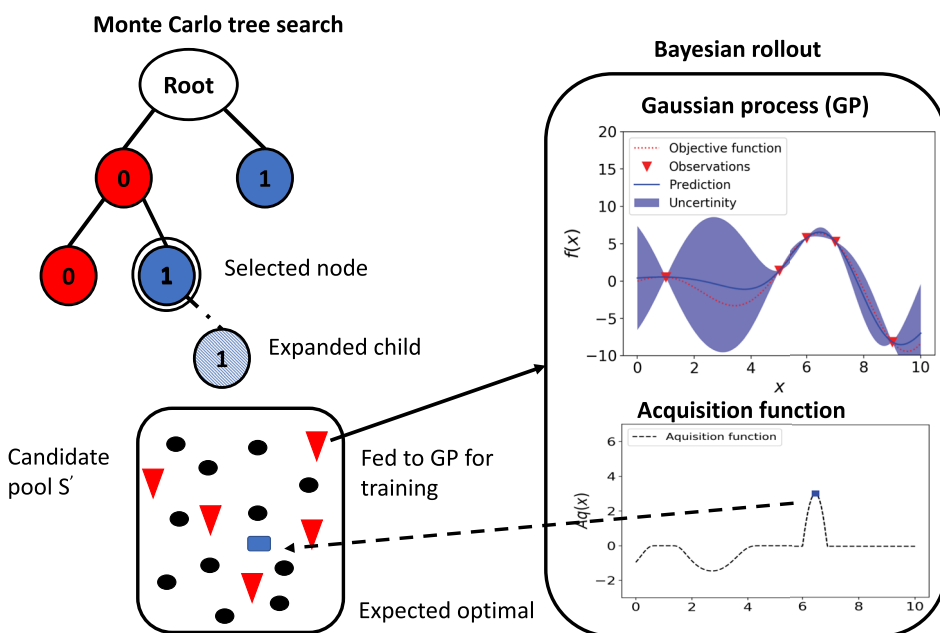 Monte Carlo tree search
Root
0
1
0
1
Selected node
1
Expanded child
Candidate
pool S′
Fed to GP for
training
Expected optimal
Bayesian rollout
Gaussian process (GP)
20
15
10
5
0
−5
−10
f(x)
Objective function
Observations
Prediction
Uncertinity
0 2 4 6 8 10
x
Acquisition function
6
4
2
0
−2
Aq(x)
Aquisition function
0 2 4 6 8 10